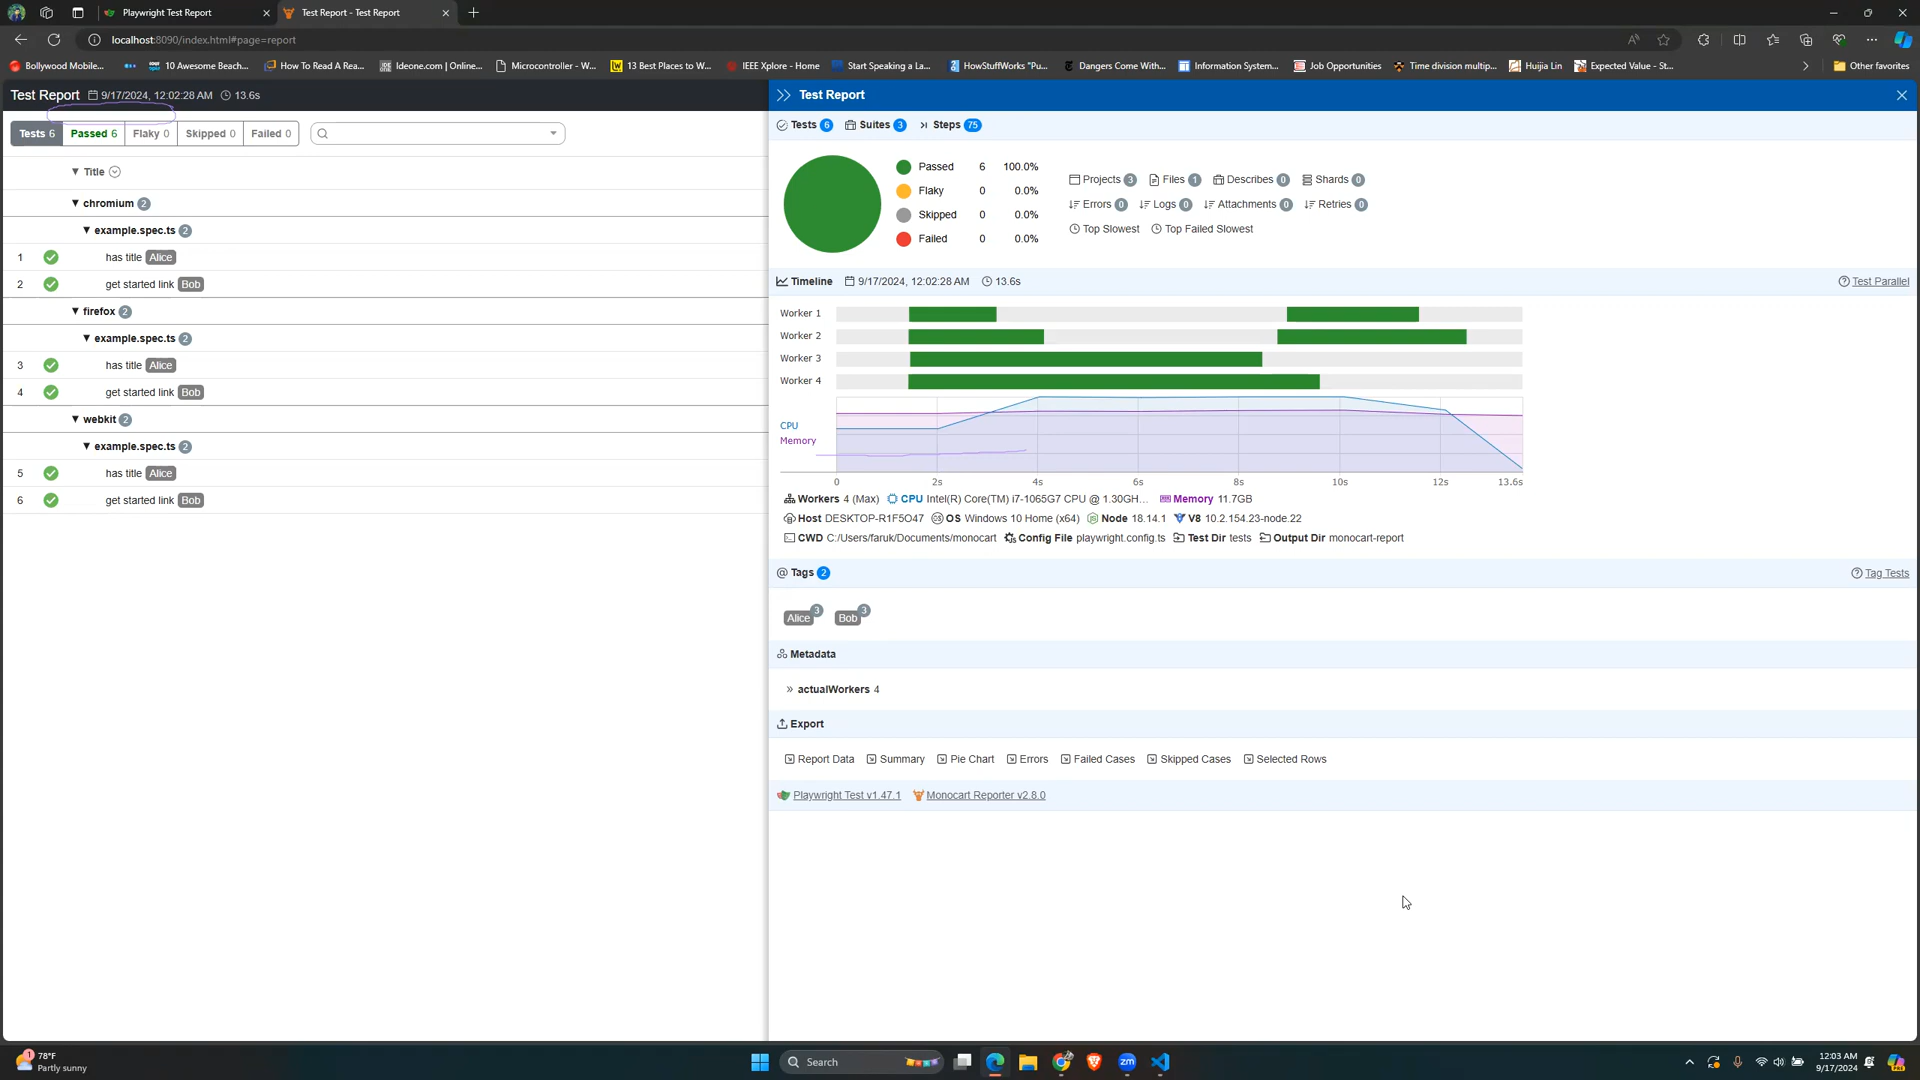 Playwright Test Report
Test Report - Test Report
localhost:8090/index.html#page=report
Bollywood Mobile...
10 Awesome Beach...
How To Read A Rea...
Ideone.com | Online...
Microcontroller - W...
13 Best Places to W...
IEEE Xplore - Home
Start Speaking a La...
HowStuffWorks "Pu...
Dangers Come With...
Information System...
Job Opportunities
Time division multip...
Huijia Lin
Expected Value - St...
Other favorites
Test Report 9/17/2024, 12:02:28 AM 13.6s
Tests 6 Passed 6 Flaky 0 Skipped 0 Failed 0
Title
chromium 2
example.spec.ts 2
1 has title Alice
2 get started link Bob
firefox 2
example.spec.ts 2
3 has title Alice
4 get started link Bob
webkit 2
example.spec.ts 2
5 has title Alice
6 get started link Bob
Test Report
Tests 6 Suites 3 Steps 75
Passed 6 100.0%
Flaky 0 0.0%
Skipped 0 0.0%
Failed 0 0.0%
Projects 3 Files 1 Describes 0 Shards 0
Errors 0 Logs 0 Attachments 0 Retries 0
Top Slowest Top Failed Slowest
Timeline 9/17/2024, 12:02:28 AM 13.6s Test Parallel
Worker 1
Worker 2
Worker 3
Worker 4
CPU
Memory
0 2s 4s 6s 8s 10s 12s 13.6s
Workers 4 (Max) CPU Intel(R) Core(TM) i7-1065G7 CPU @ 1.30GH... Memory 11.7GB
Host DESKTOP-R1F5O47 OS Windows 10 Home (x64) Node 18.14.1 V8 10.2.154.23-node.22
CWD C:/Users/faruk/Documents/monocart Config File playwright.config.ts Test Dir tests Output Dir monocart-report
Tags 2 Tag Tests
Alice 3 Bob 3
Metadata
actualWorkers 4
Export
Report Data Summary Pie Chart Errors Failed Cases Skipped Cases Selected Rows
Playwright Test v1.47.1 Monocart Reporter v2.8.0
1
78°F
Partly sunny
Search
zm
12:03 AM
9/17/2024